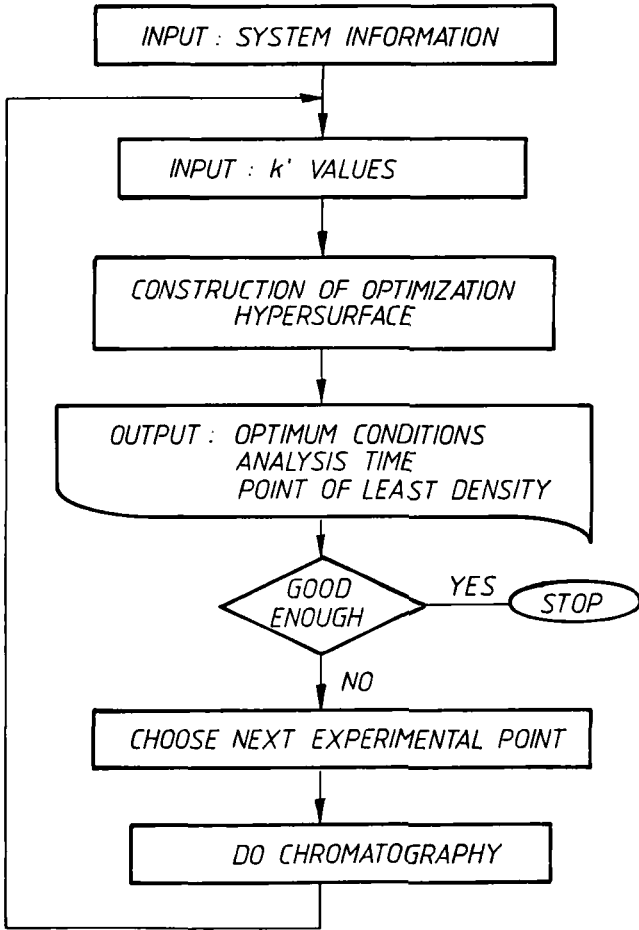 INPUT : SYSTEM INFORMATION
INPUT : k' VALUES
CONSTRUCTION OF OPTIMIZATION
HYPERSURFACE
OUTPUT : OPTIMUM CONDITIONS
ANALYSIS TIME
POINT OF LEAST DENSITY
GOOD
ENOUGH
YES
STOP
NO
CHOOSE NEXT EXPERIMENTAL POINT
DO CHROMATOGRAPHY